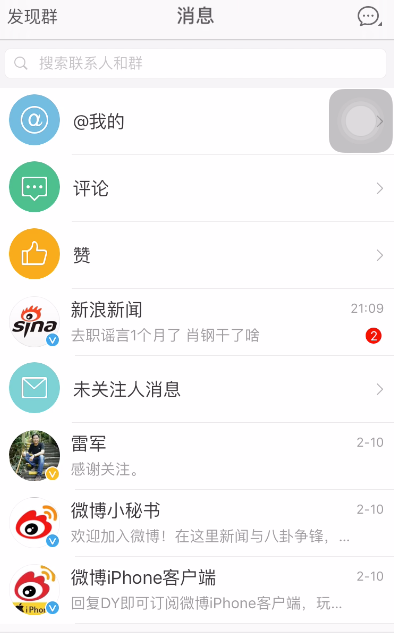 发现群
消息
搜索联系人和群
@我的
评论
赞
新浪新闻
21:09
去职谣言1个月了 肖钢干了啥
2
sina
未关注人消息
雷军
2-10
感谢关注。
微博小秘书
2-10
欢迎加入微博！在这里新闻与八卦争锋，...
微博iPhone客户端
2-10
回复DY即可订阅微博iPhone客户端，玩...
iPhon